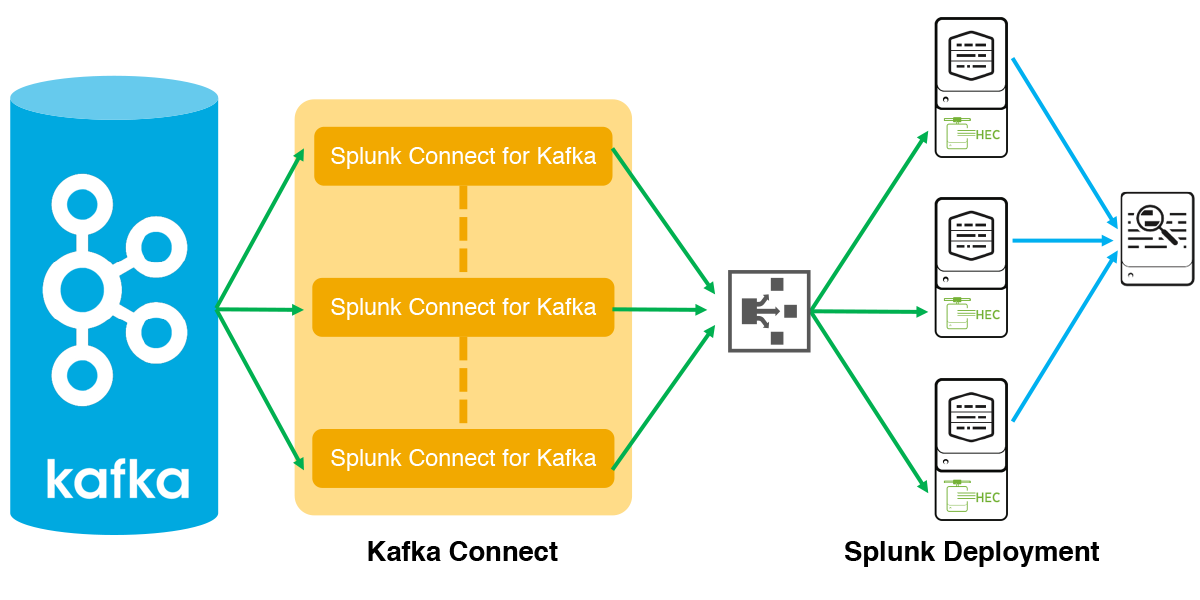 kafka
Splunk Connect for Kafka
Splunk Connect for Kafka
Splunk Connect for Kafka
Kafka Connect
HEC
HEC
HEC
Splunk Deployment